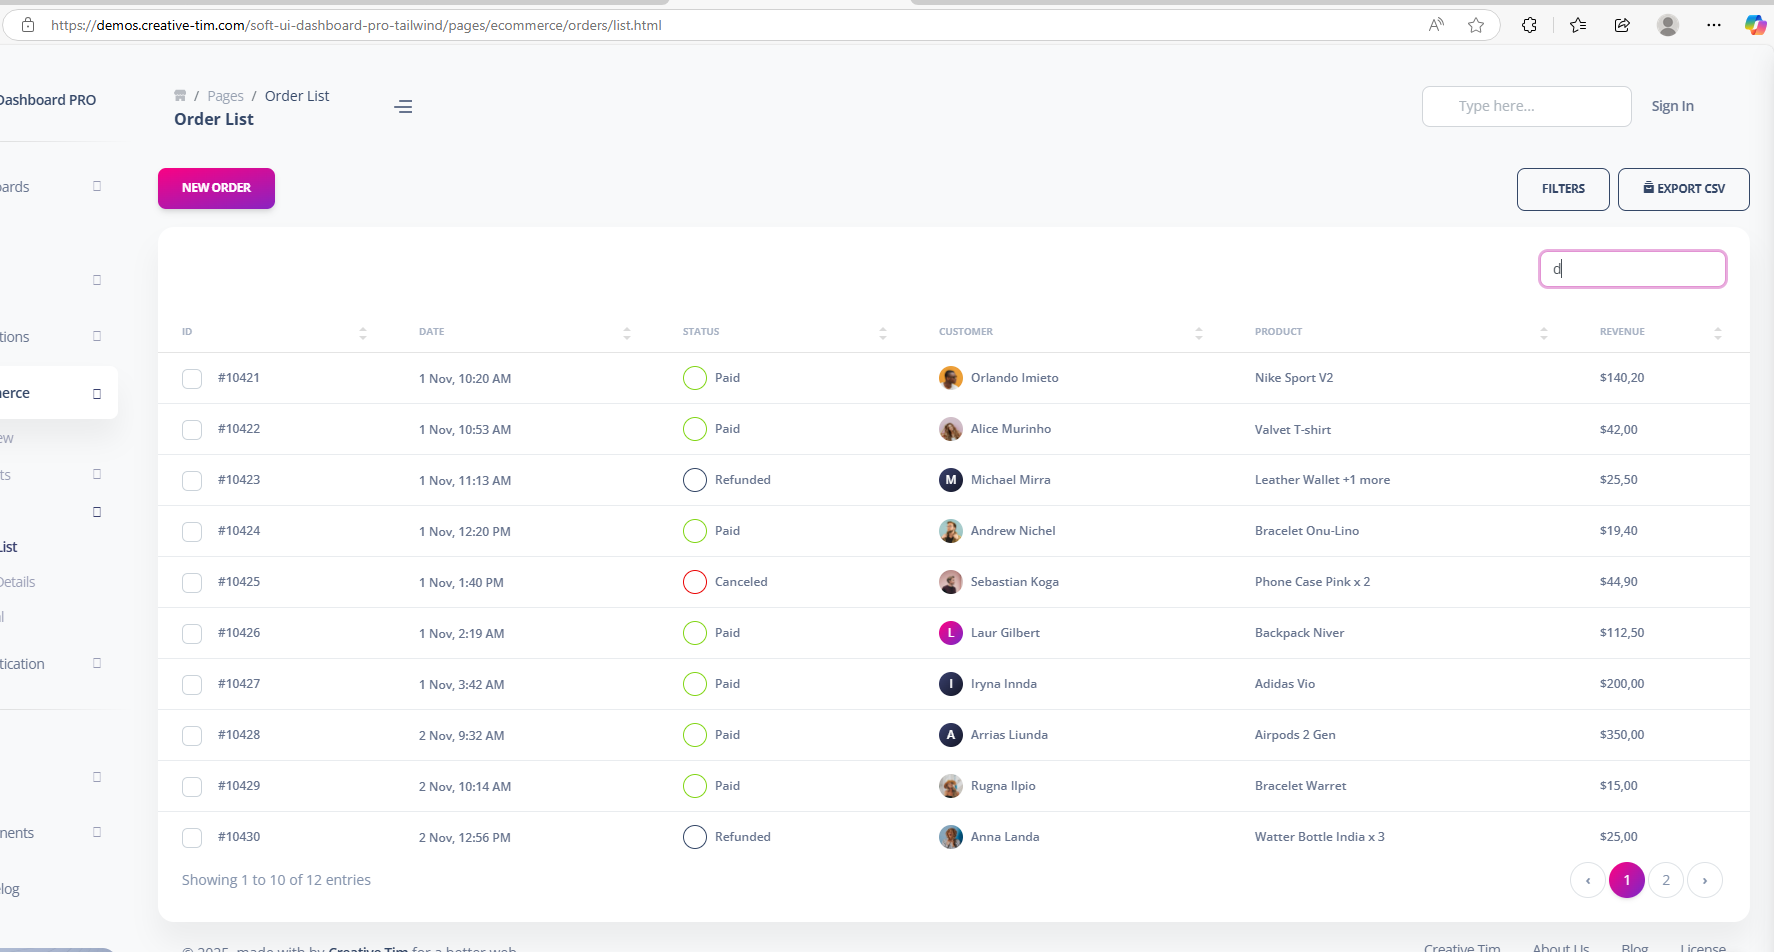 https://demos.creative-tim.com/soft-ui-dashboard-pro-tailwind/pages/ecommerce/orders/list.html
Dashboard PRO
/ Pages / Order List
Order List
Type here...
Sign In
NEW ORDER
FILTERS
EXPORT CSV
d
ID DATE STATUS CUSTOMER PRODUCT REVENUE
#10421 1 Nov, 10:20 AM Paid Orlando Imieto Nike Sport V2 $140,20
#10422 1 Nov, 10:53 AM Paid Alice Murinho Valvet T-shirt $42,00
#10423 1 Nov, 11:13 AM Refunded M Michael Mirra Leather Wallet +1 more $25,50
#10424 1 Nov, 12:20 PM Paid Andrew Nichel Bracelet Onu-Lino $19,40
#10425 1 Nov, 1:40 PM Canceled Sebastian Koga Phone Case Pink x 2 $44,90
#10426 1 Nov, 2:19 AM Paid L Laur Gilbert Backpack Niver $112,50
#10427 1 Nov, 3:42 AM Paid I Iryna Innda Adidas Vio $200,00
#10428 2 Nov, 9:32 AM Paid A Arrias Liunda Airpods 2 Gen $350,00
#10429 2 Nov, 10:14 AM Paid Rugna Ilpio Bracelet Warret $15,00
#10430 2 Nov, 12:56 PM Refunded Anna Landa Watter Bottle India x 3 $25,00
Showing 1 to 10 of 12 entries
‹ 1 2 ›
oards
tions
nerce
ew
ts
List
Details
l
tication
nents
log
© 2025, made with by Creative Tim for a better web.
Creative Tim About Us Blog License